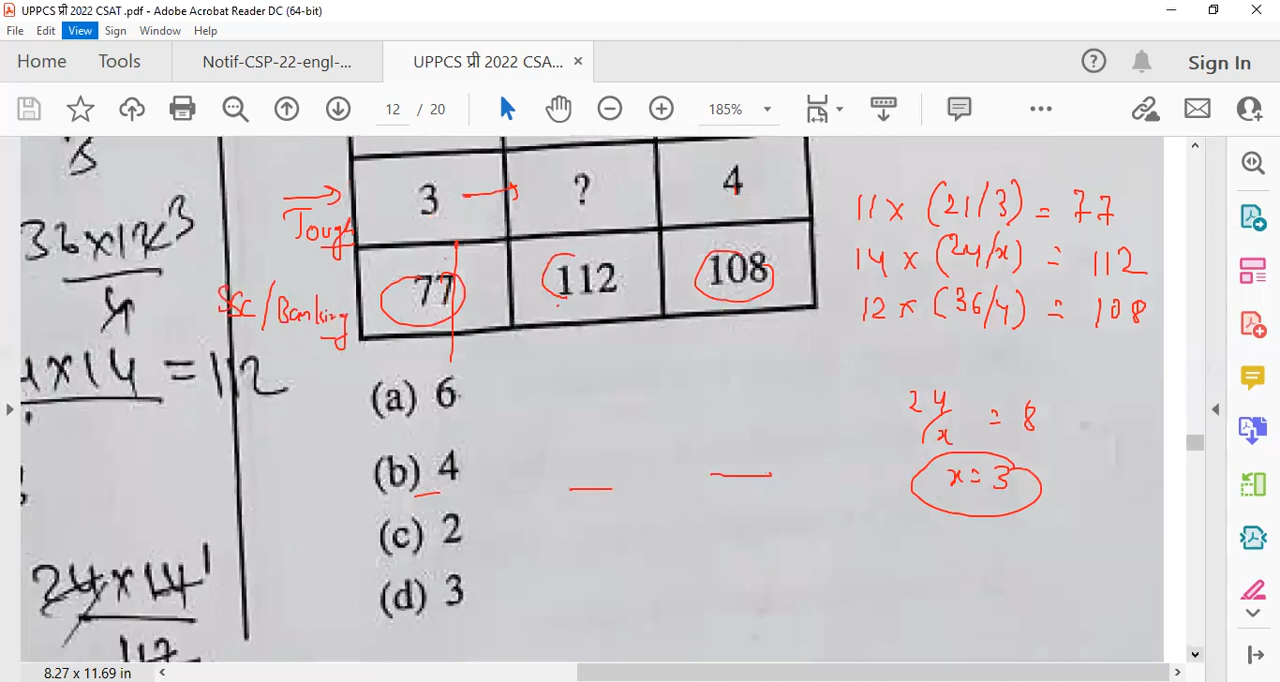 UPPCS प्री 2022 CSAT .pdf - Adobe Acrobat Reader DC (64-bit)
File Edit View Sign Window Help
Home Tools Notif-CSP-22-engl-... UPPCS प्री 2022 CSA... × Sign In
12 / 20 185%
3 ? 4
Tough
77 112 108
SSC/Banking
(a) 6
(b) 4
(c) 2
(d) 3
11 x (21/3) = 77
14 x (24/x) = 112
12 x (36/4) = 108
24/x = 8
x = 3
x14 = 112
24x14
8.27 x 11.69 in